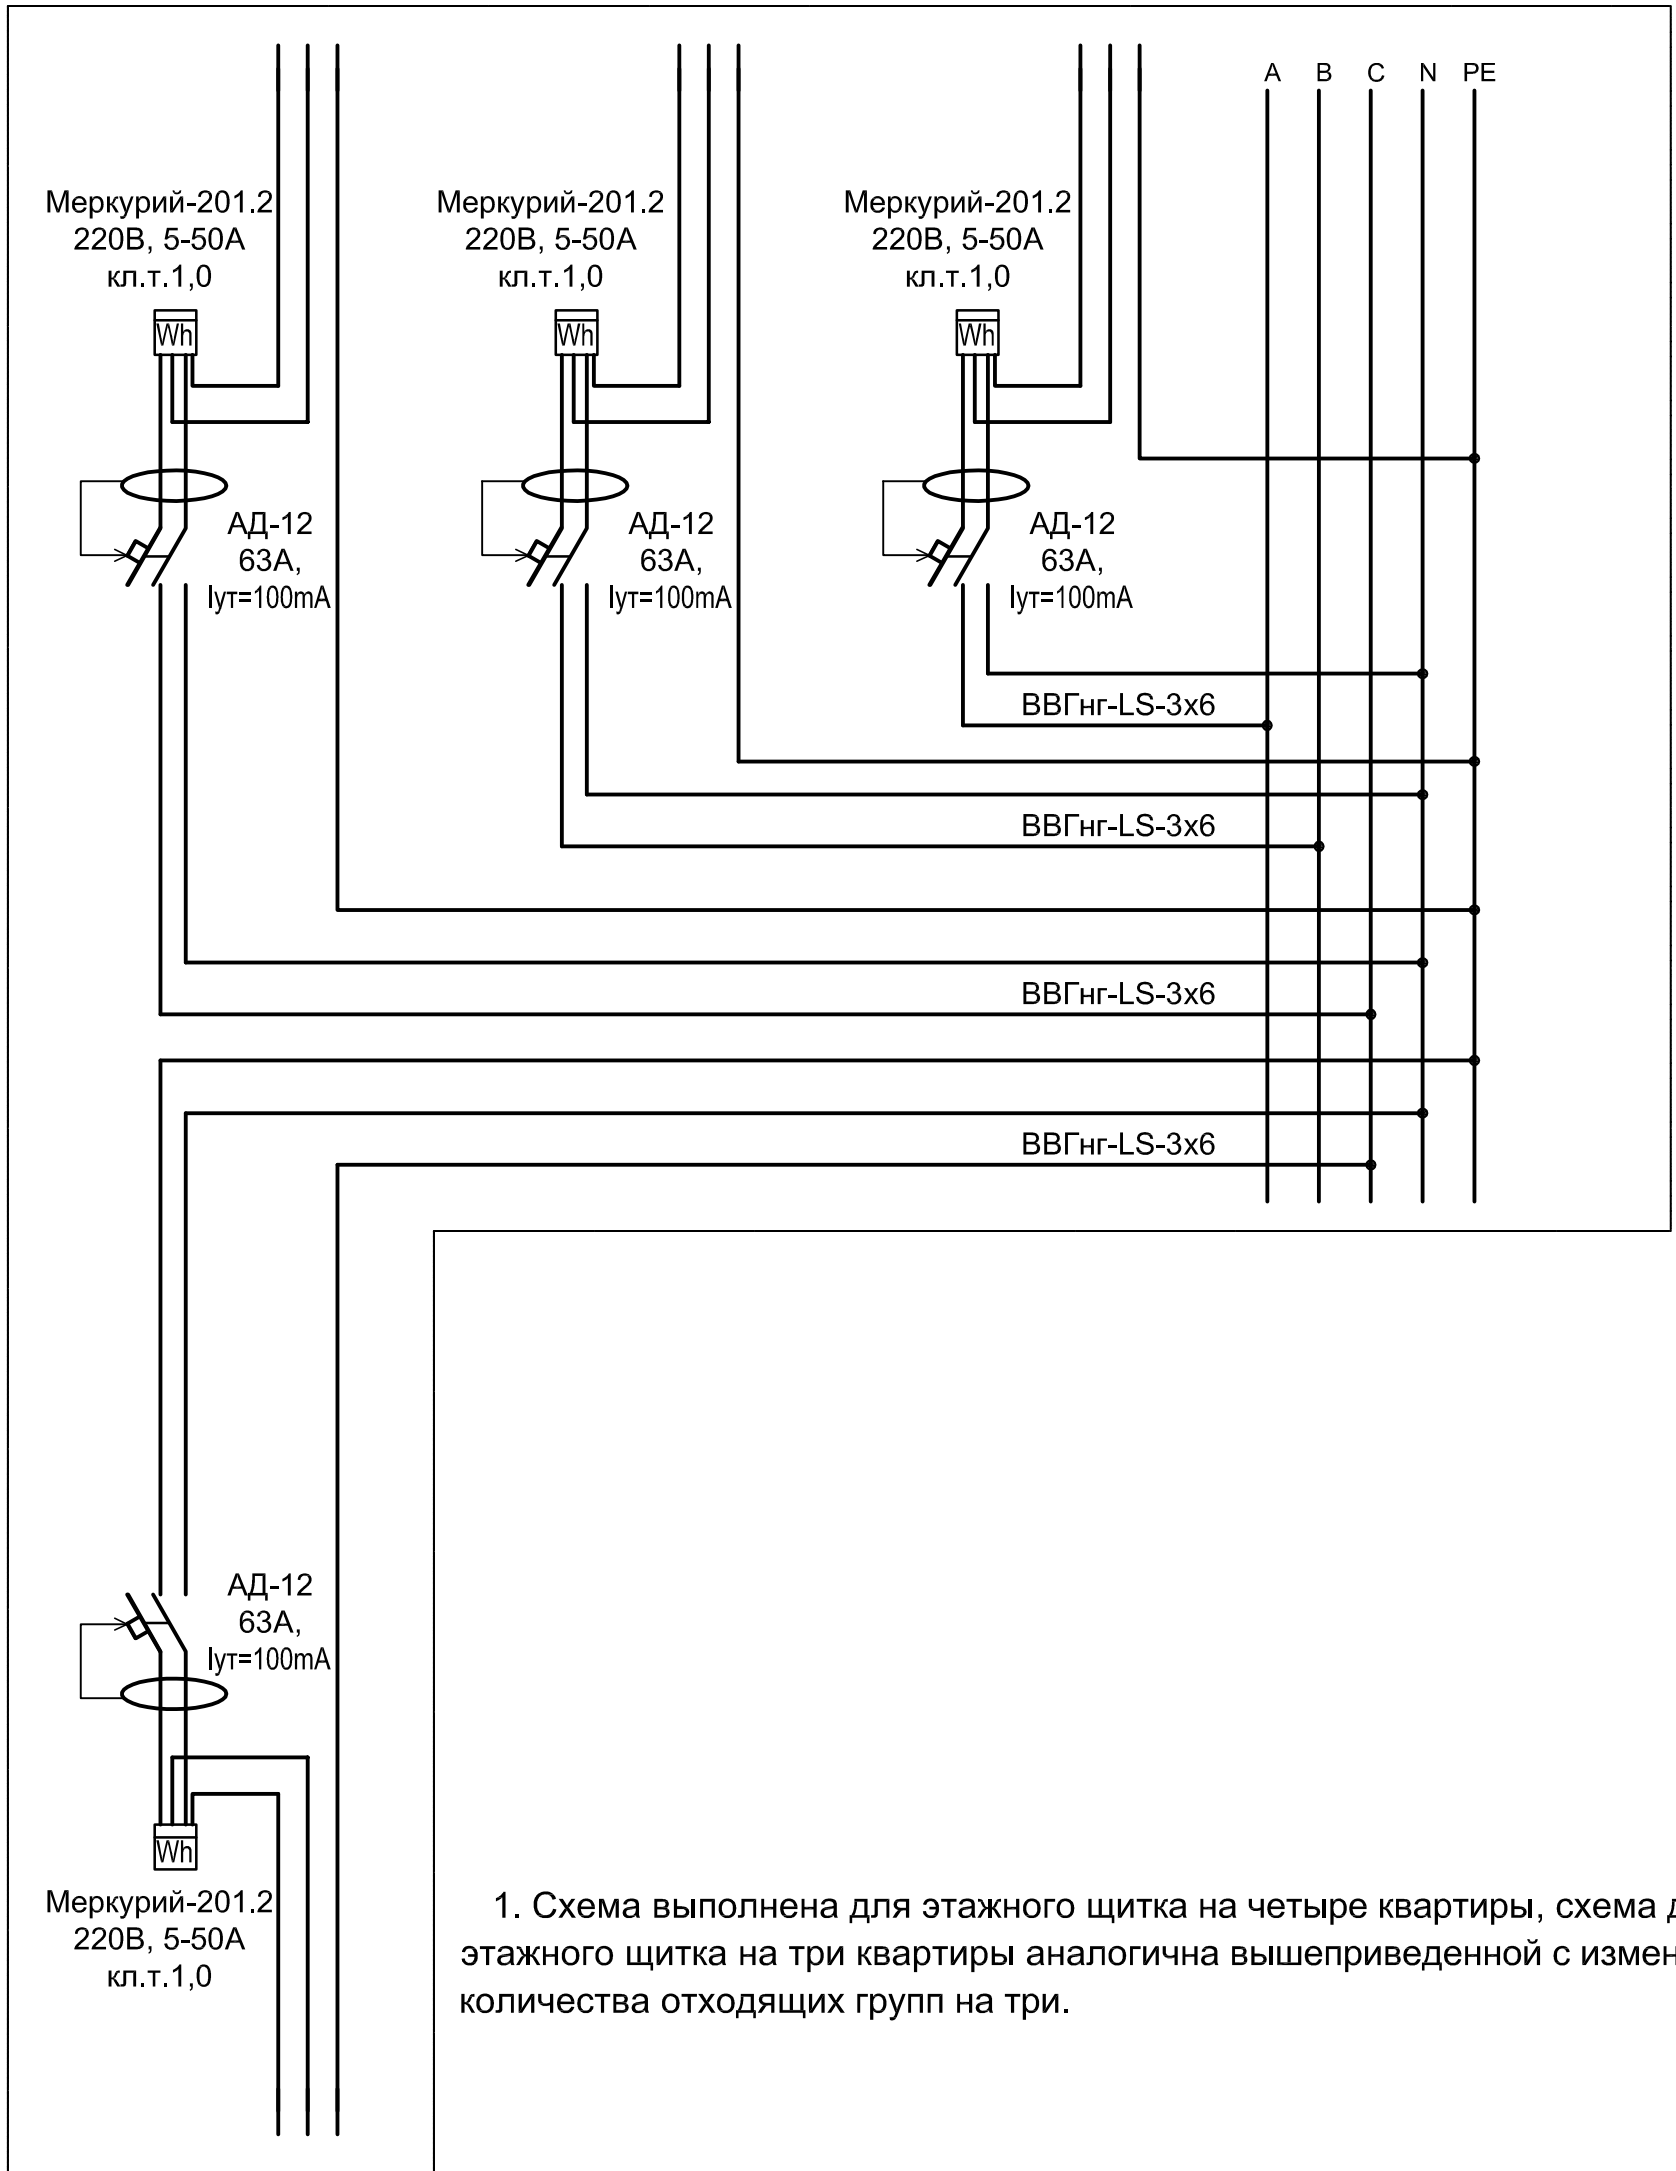 A B C N PE
Меркурий-201.2
220В, 5-50А
кл.т.1,0
Wh
Меркурий-201.2
220В, 5-50А
кл.т.1,0
Wh
Меркурий-201.2
220В, 5-50А
кл.т.1,0
Wh
АД-12
63А,
Iут=100mA
АД-12
63А,
Iут=100mA
АД-12
63А,
Iут=100mA
ВВГнг-LS-3х6
ВВГнг-LS-3х6
ВВГнг-LS-3х6
ВВГнг-LS-3х6
АД-12
63А,
Iут=100mA
Wh
Меркурий-201.2
220В, 5-50А
кл.т.1,0
1. Схема выполнена для этажного щитка на четыре квартиры, схема
этажного щитка на три квартиры аналогична вышеприведенной с
количества отходящих групп на три.